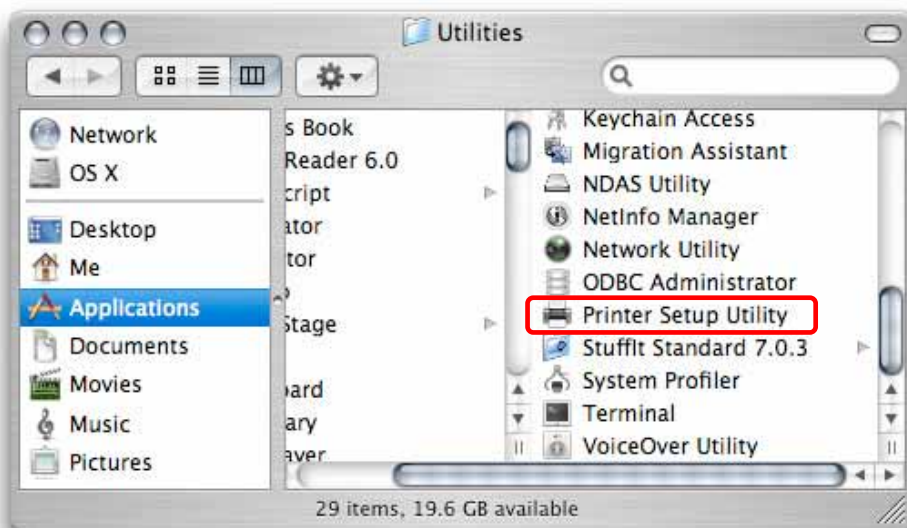 Utilities
Network
OS X
Desktop
Me
Applications
Documents
Movies
Music
Pictures
s Book
Reader 6.0
cript
ator
tor
Stage
ard
ary
aver
Keychain Access
Migration Assistant
NDAS Utility
NetInfo Manager
Network Utility
ODBC Administrator
Printer Setup Utility
StuffIt Standard 7.0.3
System Profiler
Terminal
VoiceOver Utility
29 items, 19.6 GB available